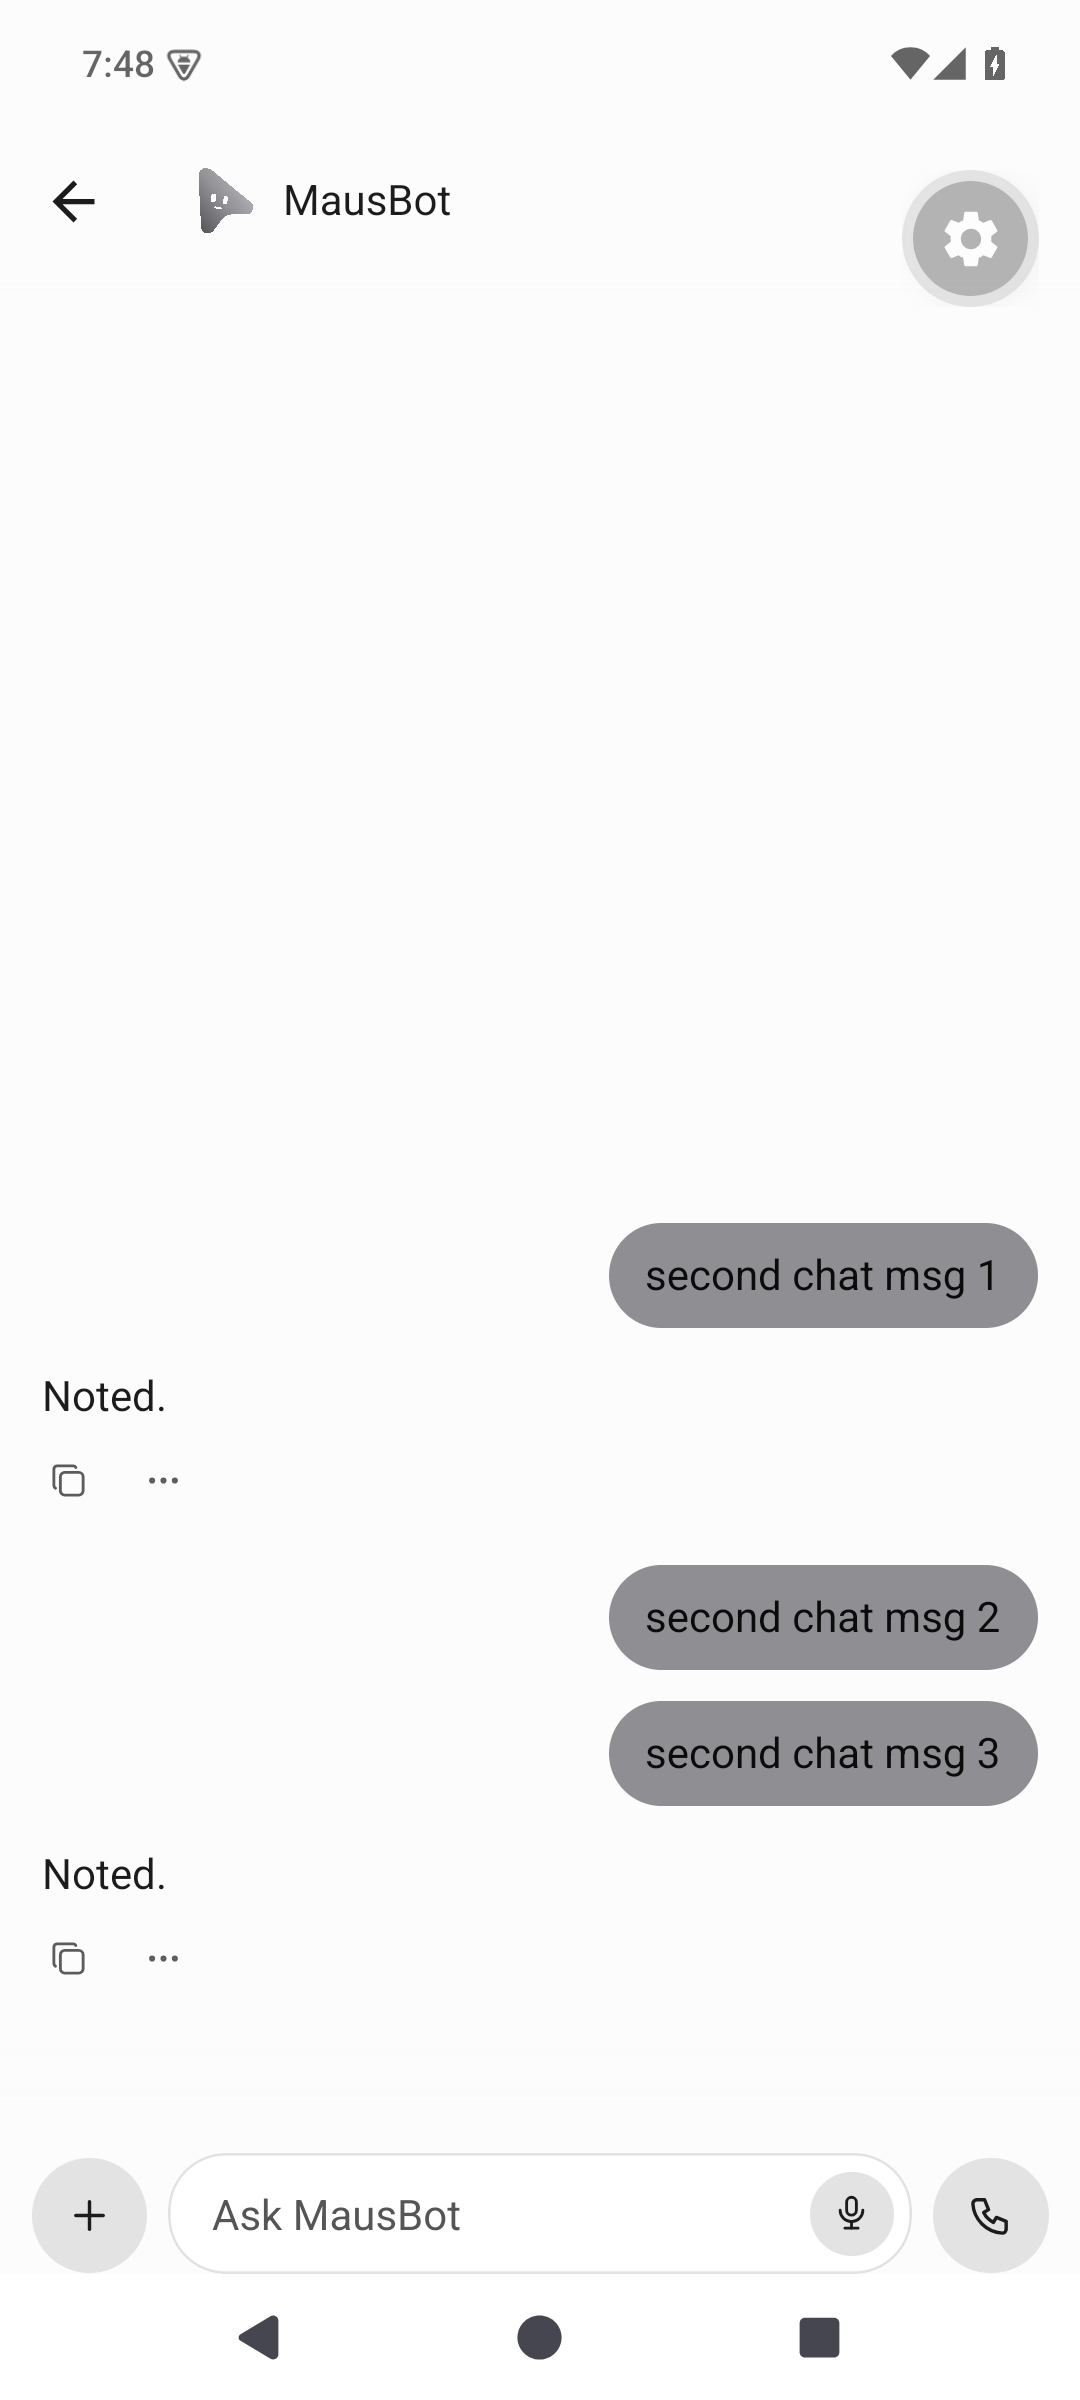 7:48
MausBot
second chat msg 1
Noted.
second chat msg 2
second chat msg 3
Noted.
Ask MausBot